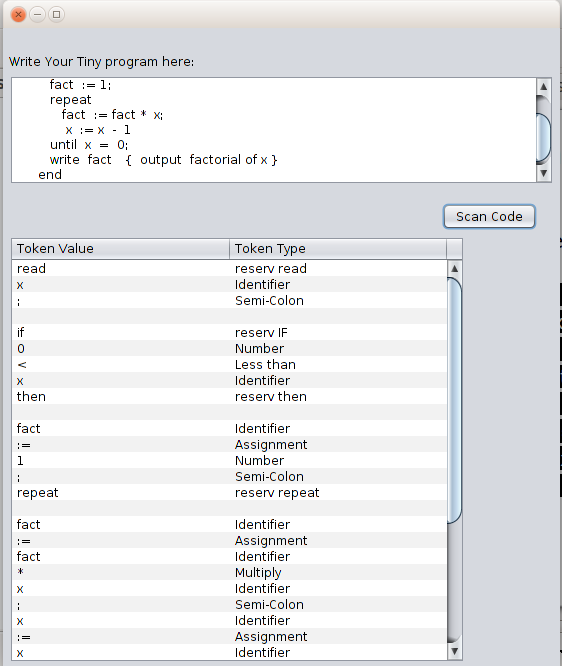 Write Your Tiny program here:
fact := 1;
repeat
fact := fact * x;
x := x - 1
until x = 0;
write fact { output factorial of x }
end
Scan Code
Token Value Token Type
read reserv read
x Identifier
; Semi-Colon
if reserv IF
0 Number
< Less than
x Identifier
then reserv then
fact Identifier
:= Assignment
1 Number
; Semi-Colon
repeat reserv repeat
fact Identifier
:= Assignment
fact Identifier
* Multiply
x Identifier
; Semi-Colon
x Identifier
:= Assignment
x Identifier